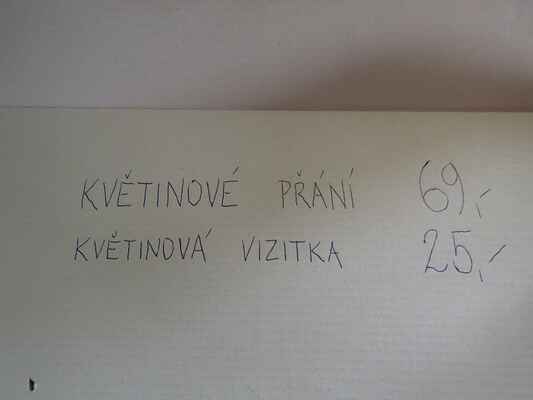 KVĚTINOVÉ PŘÁNÍ 69,-
KVĚTINOVÁ VIZITKA 25,-